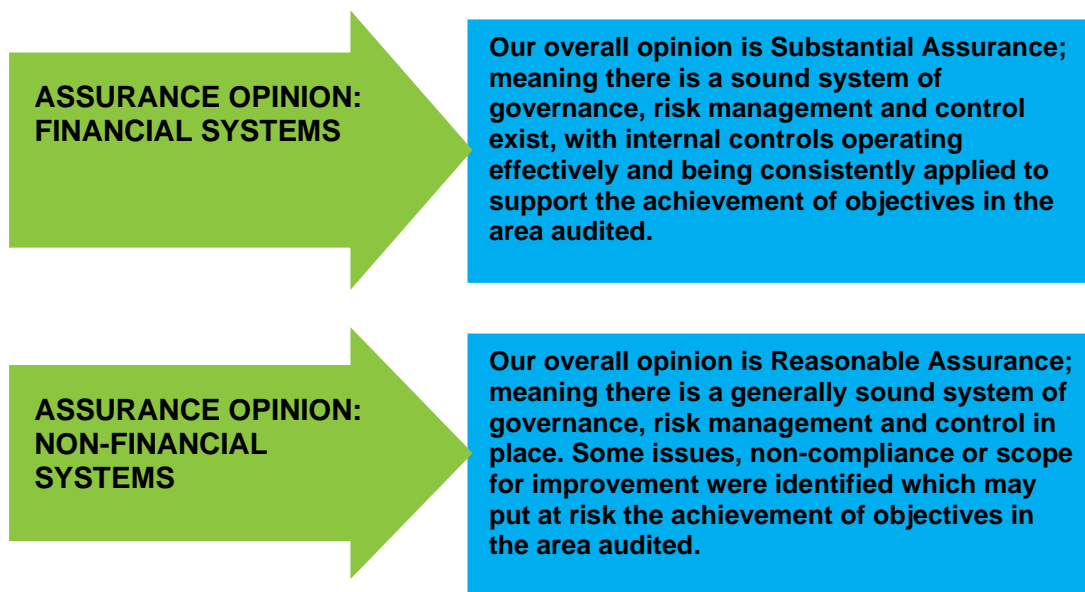 ASSURANCE OPINION:
FINANCIAL SYSTEMS
Our overall opinion is Substantial Assurance;
meaning there is a sound system of
governance, risk management and control
exist, with internal controls operating
effectively and being consistently applied to
support the achievement of objectives in the
area audited.
ASSURANCE OPINION:
NON-FINANCIAL
SYSTEMS
Our overall opinion is Reasonable Assurance;
meaning there is a generally sound system of
governance, risk management and control in
place. Some issues, non-compliance or scope
for improvement were identified which may
put at risk the achievement of objectives in
the area audited.